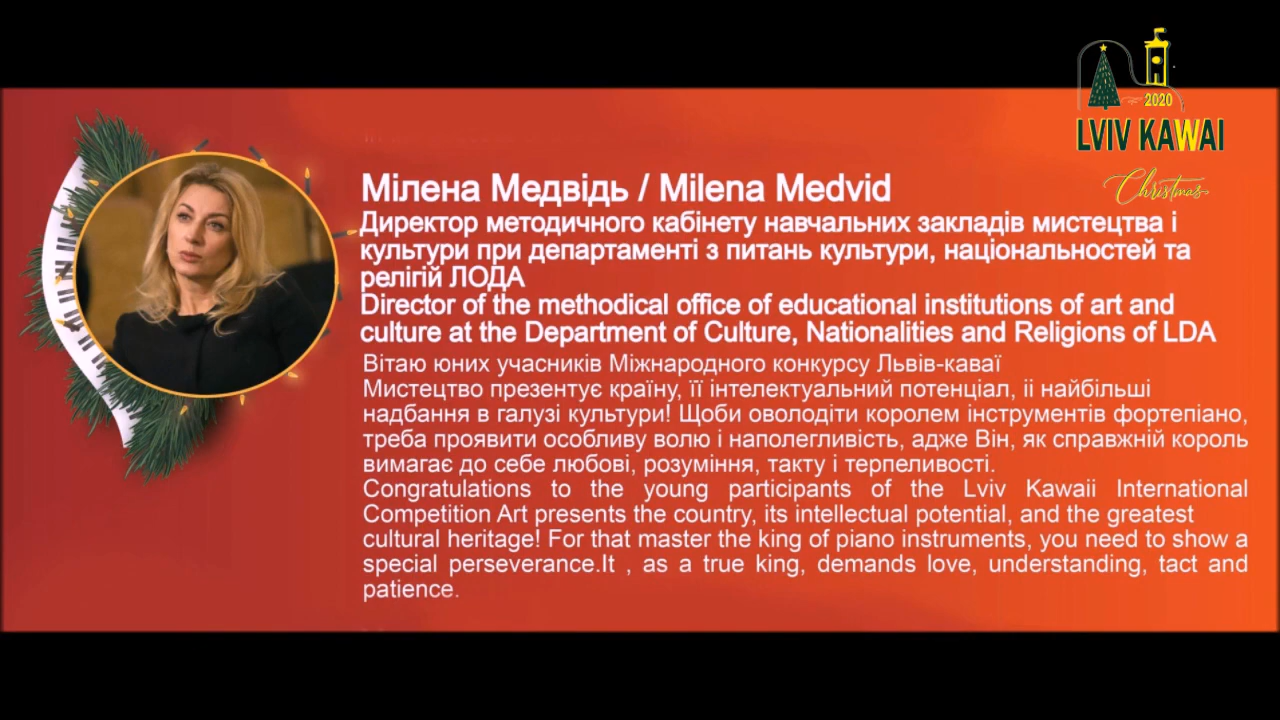 2020
LVIV KAWAI
Christmas
Мілена Медвідь / Milena Medvid
Директор методичного кабінету навчальних закладів мистецтва і
культури при департаменті з питань культури, національностей та
релігій ЛОДА
Director of the methodical office of educational institutions of art and
culture at the Department of Culture, Nationalities and Religions of LDA
Вітаю юних учасників Міжнародного конкурсу Львів-каваї
Мистецтво презентує країну, її інтелектуальний потенціал, іі найбільші
надбання в галузі культури! Щоби оволодіти королем інструментів фортепіано,
треба проявити особливу волю і наполегливість, адже Він, як справжній король
вимагає до себе любові, розуміння, такту і терпеливості.
Congratulations to the young participants of the Lviv Kawaii International
Competition Art presents the country, its intellectual potential, and the greatest
cultural heritage! For that master the king of piano instruments, you need to show a
special perseverance.It , as a true king, demands love, understanding, tact and
patience.